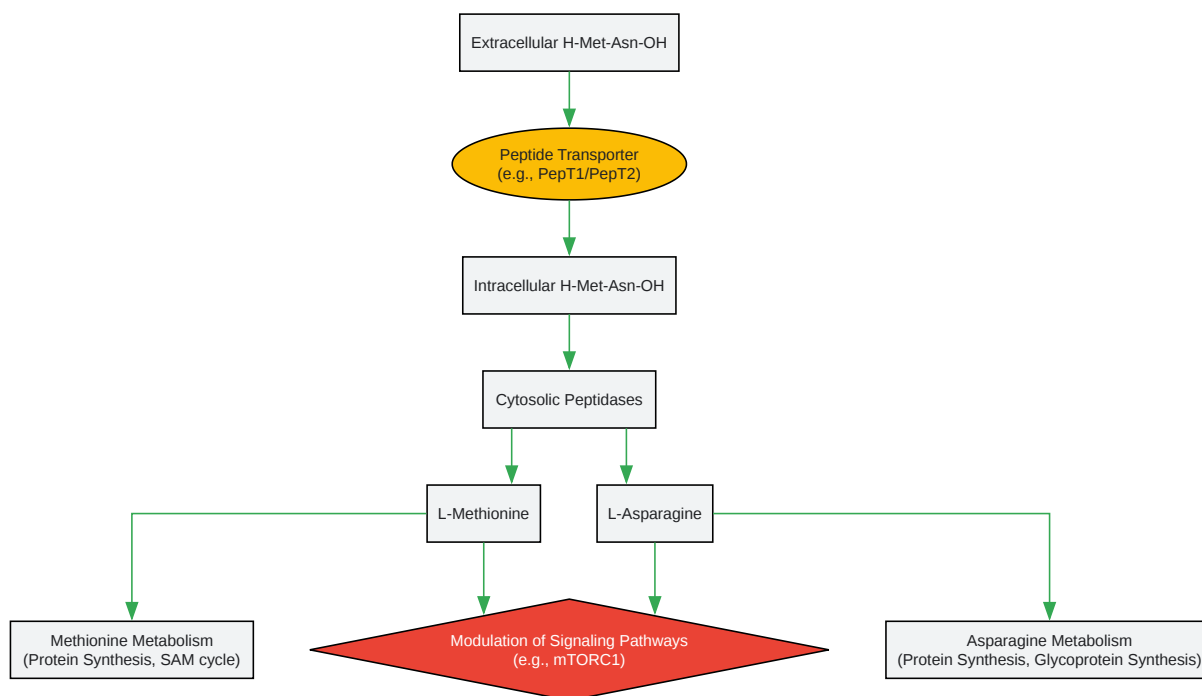 Extracellular H-Met-Asn-OH
Peptide Transporter
(e.g., PepT1/PepT2)
Intracellular H-Met-Asn-OH
Cytosolic Peptidases
L-Methionine
L-Asparagine
Methionine Metabolism
(Protein Synthesis, SAM cycle)
Modulation of Signaling Pathways
(e.g., mTORC1)
Asparagine Metabolism
(Protein Synthesis, Glycoprotein Synthesis)